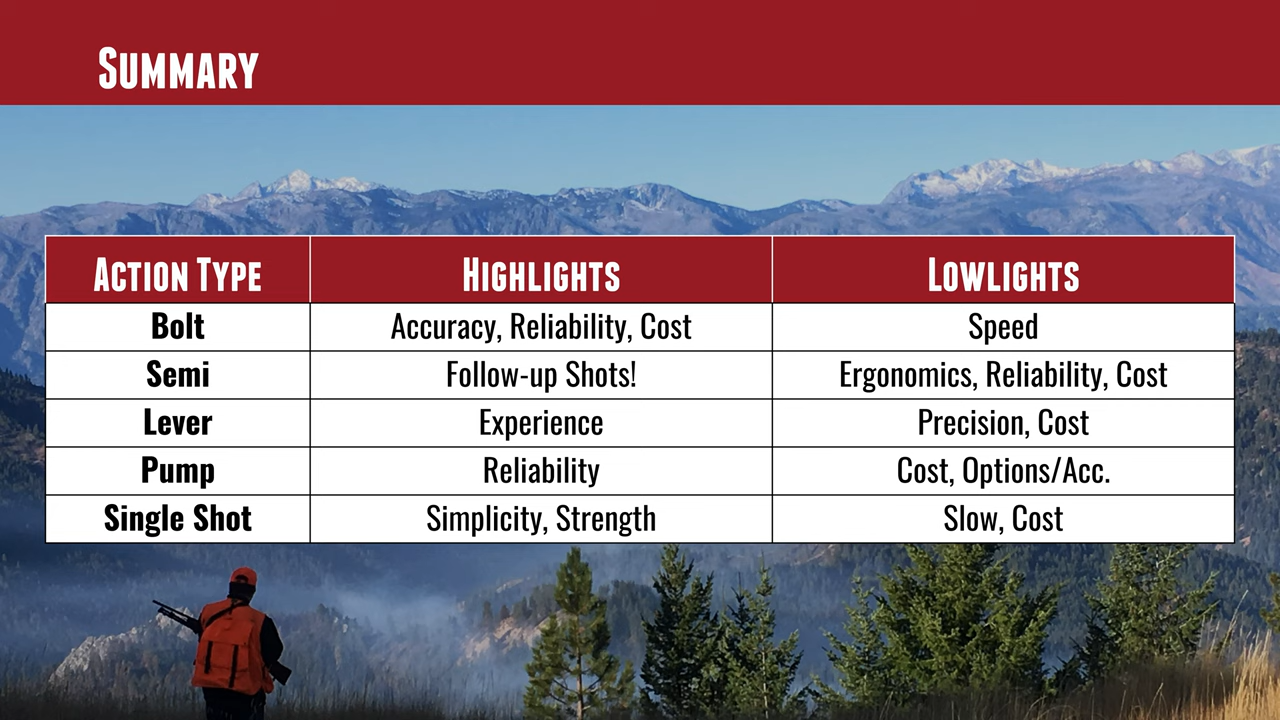 Summary
Action Type Highlights Lowlights
Bolt Accuracy, Reliability, Cost Speed
Semi Follow-up Shots! Ergonomics, Reliability, Cost
Lever Experience Precision, Cost
Pump Reliability Cost, Options/Acc.
Single Shot Simplicity, Strength Slow, Cost